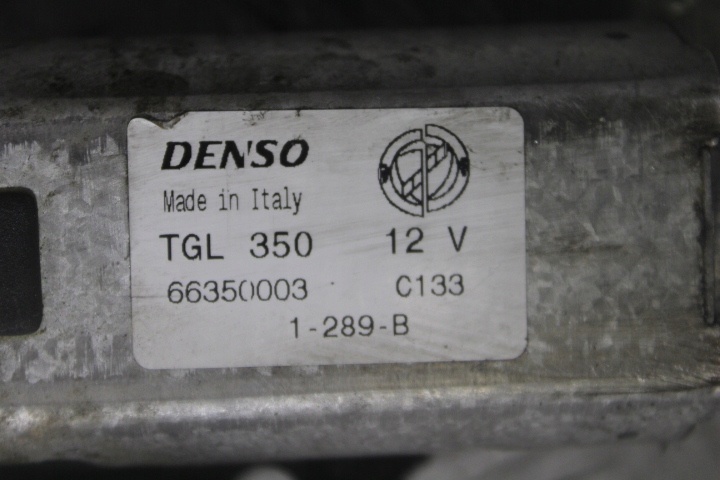 DENSO
Made in Italy
TGL 350 12 V
66350003 C133
1-289-B